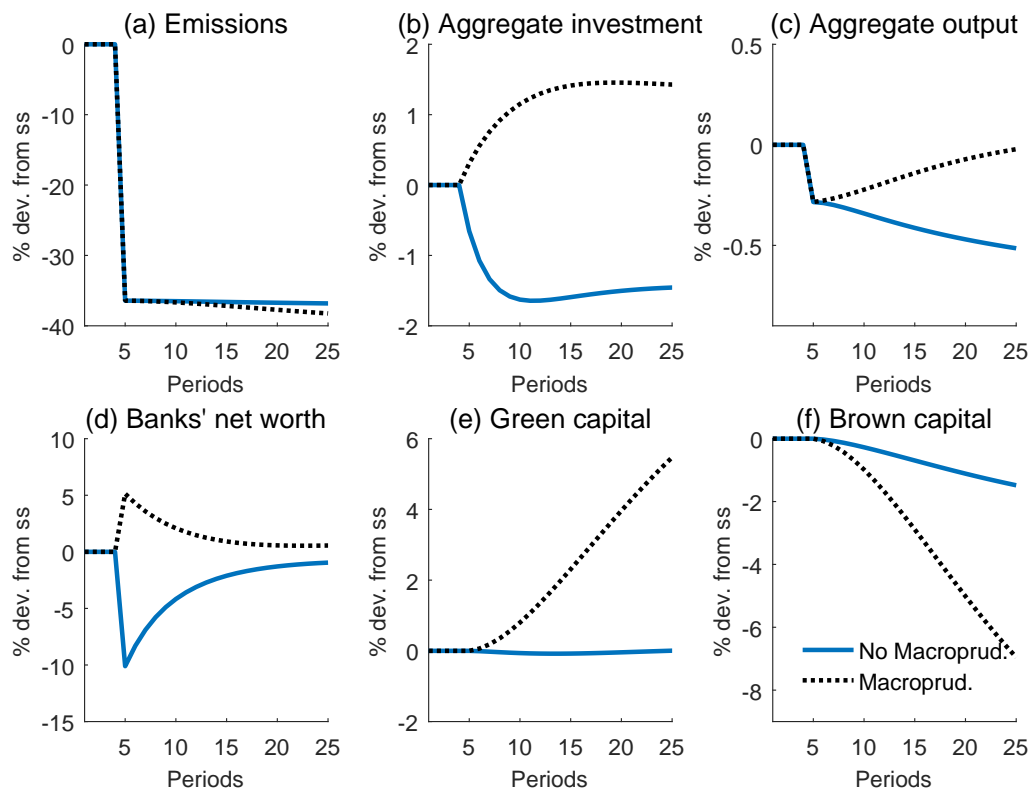 (a) Emissions
0
-10
-20
-30
-40
% dev. from ss
5 10 15 20 25
Periods
(b) Aggregate investment
2
1
0
-1
-2
% dev. from ss
5 10 15 20 25
Periods
(c) Aggregate output
0.5
0
-0.5
% dev. from ss
5 10 15 20 25
Periods
(d) Banks' net worth
10
5
0
-5
-10
-15
% dev. from ss
5 10 15 20 25
Periods
(e) Green capital
6
4
2
0
-2
% dev. from ss
5 10 15 20 25
Periods
(f) Brown capital
0
-2
-4
-6
-8
% dev. from ss
No Macroprud.
Macroprud.
5 10 15 20 25
Periods